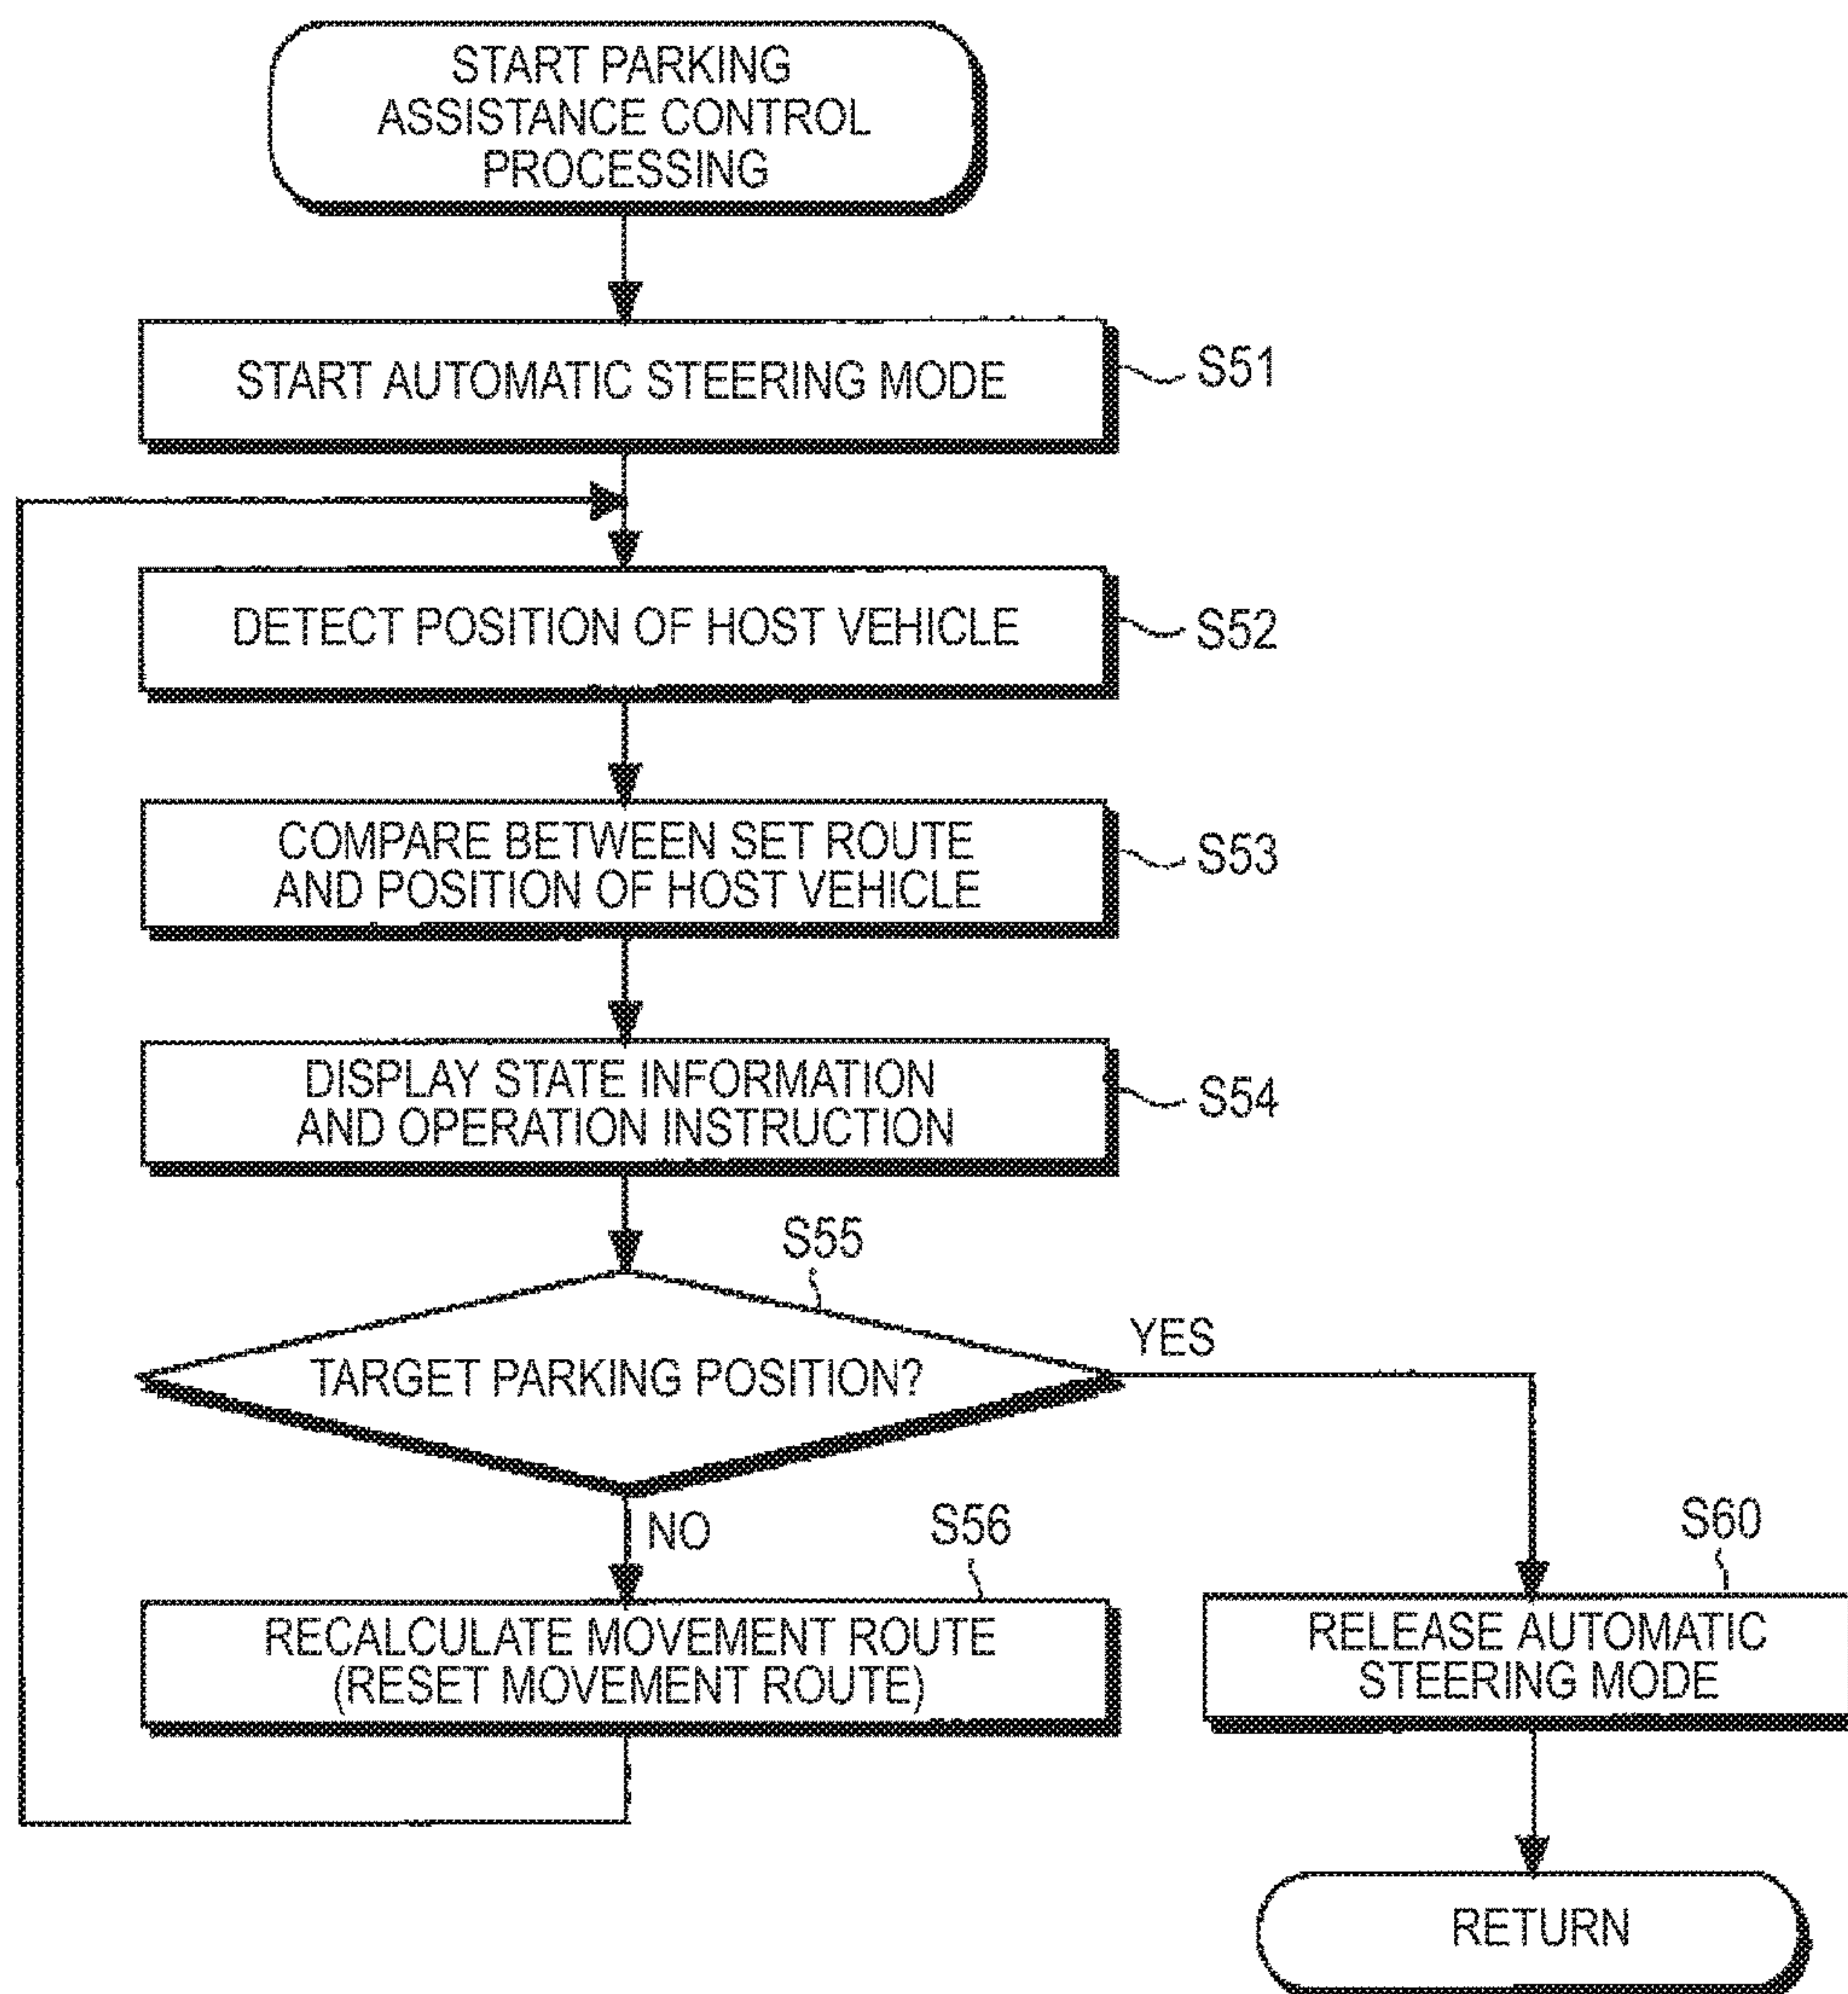 START PARKING
ASSISTANCE CONTROL
PROCESSING
START AUTOMATIC STEERING MODE
S51
DETECT POSITION OF HOST VEHICLE
S52
COMPARE BETWEEN SET ROUTE
AND POSITION OF HOST VEHICLE
S53
DISPLAY STATE INFORMATION
AND OPERATION INSTRUCTION
S54
S55
TARGET PARKING POSITION?
YES
NO
S56
RECALCULATE MOVEMENT ROUTE
(RESET MOVEMENT ROUTE)
S60
RELEASE AUTOMATIC
STEERING MODE
RETURN